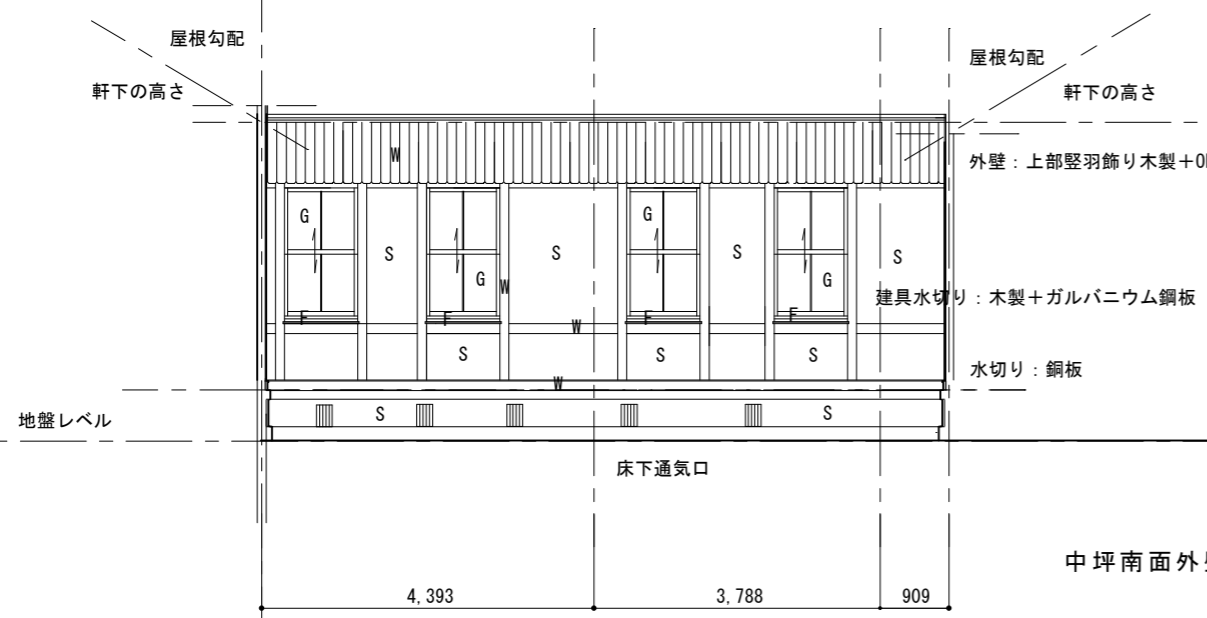 屋根勾配
屋根勾配
軒下の高さ
軒下の高さ
W
外壁：上部竪羽飾り木製＋O
G
G
S
S
S
S
S
G
W
G
建具水切り：木製＋ガルバニウム鋼板
F
F
F
F
W
S
S
S
水切り：銅板
W
S
S
地盤レベル
床下通気口
中坪南面外
4,393
3,788
909